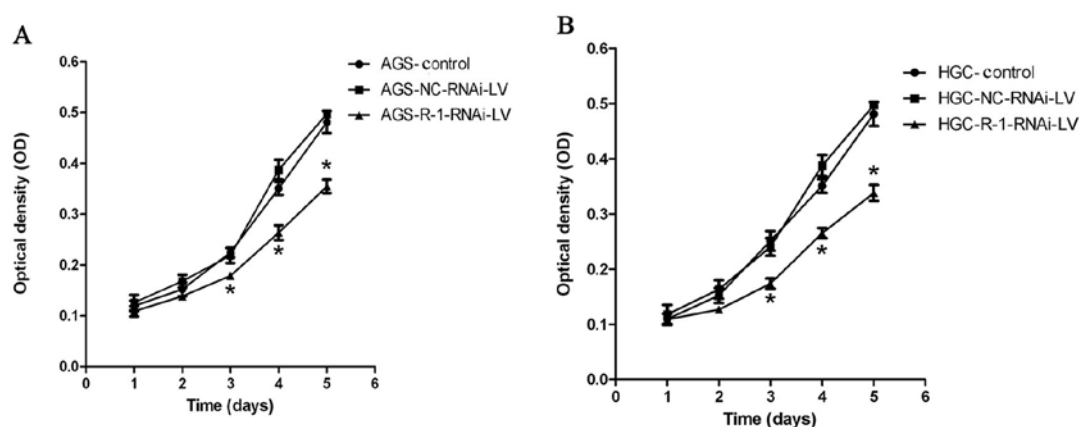 A
0.6
0.5
0.4
0.3
0.2
0.1
0.0
Optical density (OD)
AGS-control
AGS-NC-RNAi-LV
AGS-R-1-RNAi-LV
*
*
*
0 1 2 3 4 5 6
Time (days)
B
0.6
0.5
0.4
0.3
0.2
0.1
0.0
Optical density (OD)
HGC-control
HGC-NC-RNAi-LV
HGC-R-1-RNAi-LV
*
*
*
0 1 2 3 4 5 6
Time (days)